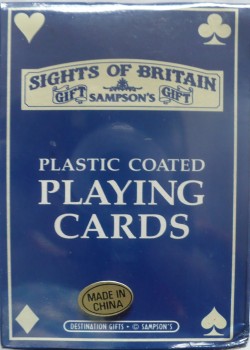 SIGHTS OF BRITAIN
GIFT SAMPSON'S GIFT
PLASTIC COATED
PLAYING
CARDS
MADE IN
CHINA
DESTINATION GIFTS • © SAMPSON'S